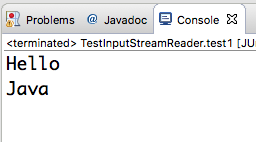 Problems @ Javadoc Console
<terminated> TestInputStreamReader.test1 [JU
Hello
Java